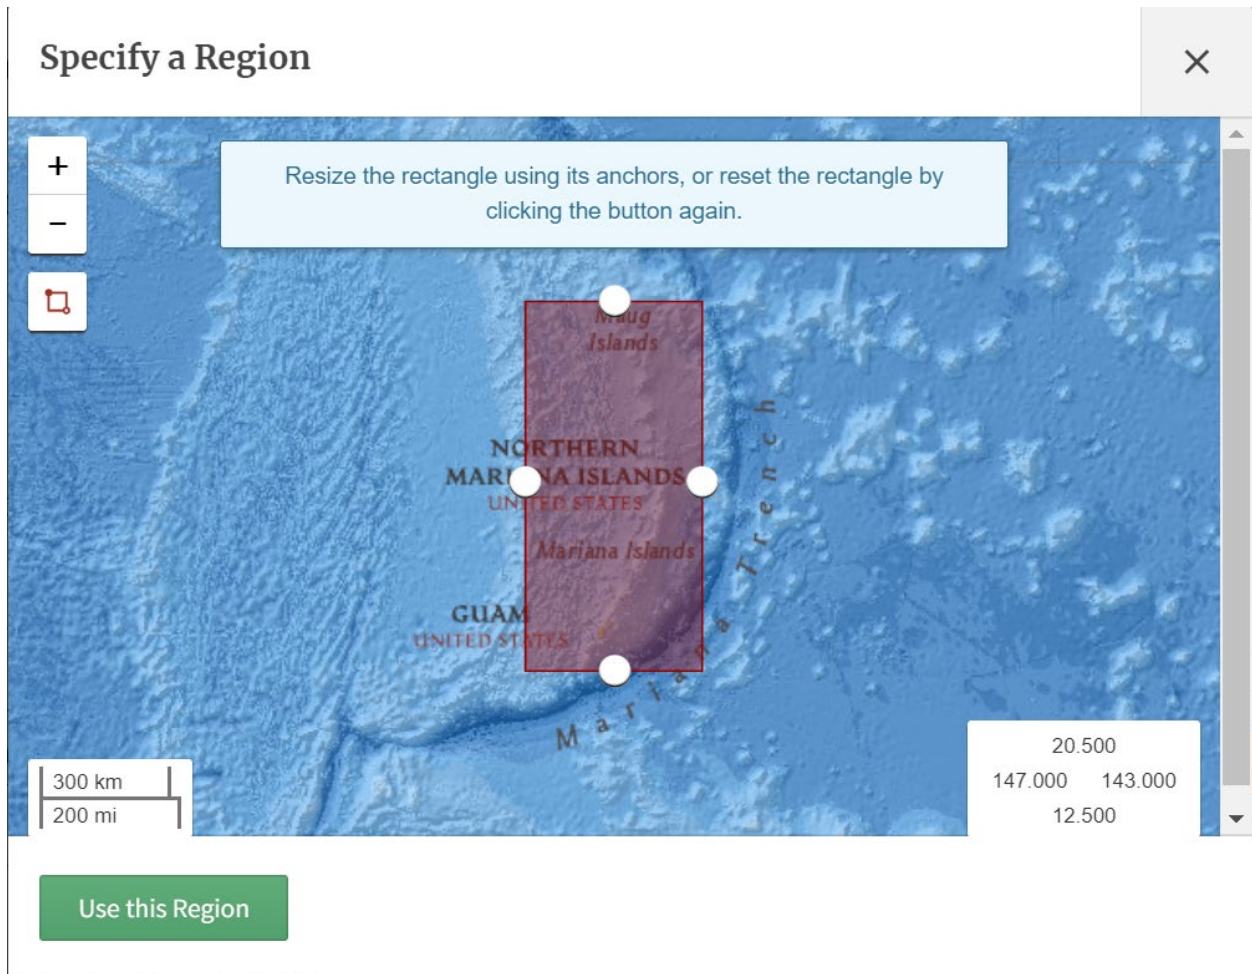 Specify a Region
×
+
−
Resize the rectangle using its anchors, or reset the rectangle by
clicking the button again.
Maug
Islands
NORTHERN
MARIANA ISLANDS
UNITED STATES
Mariana Islands
GUAM
UNITED STATES
Mariana Trench
300 km
200 mi
20.500
147.000 143.000
12.500
Use this Region